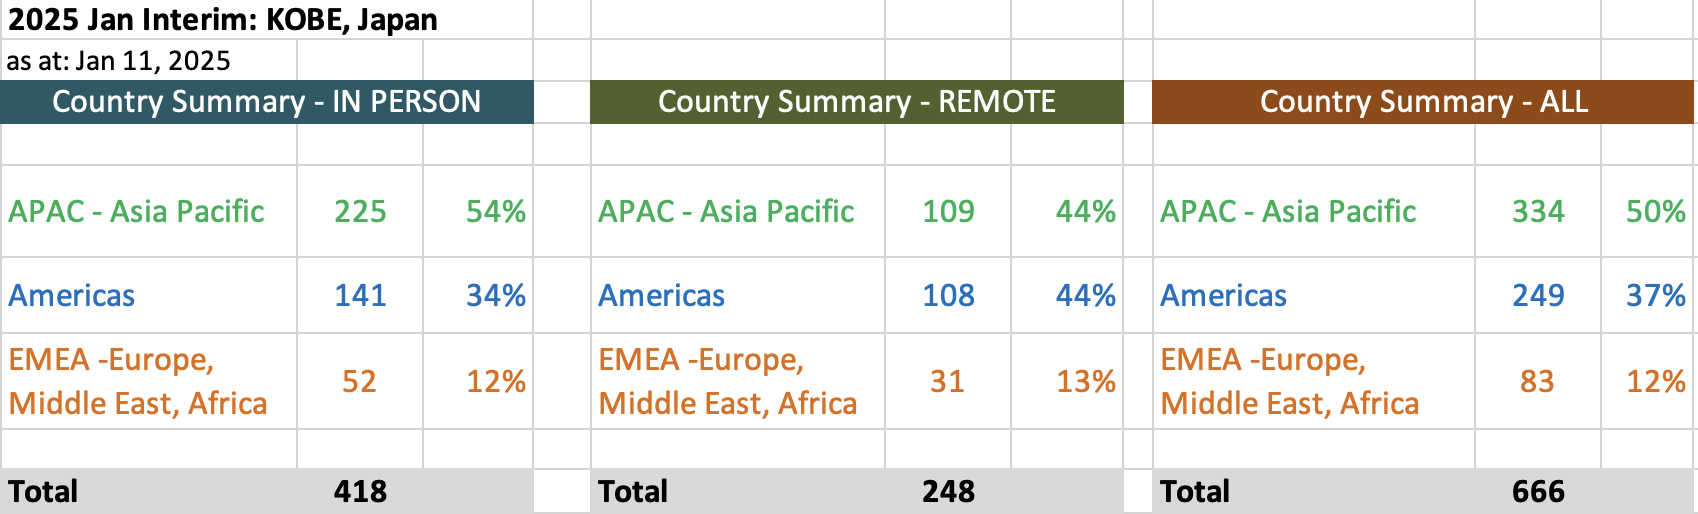 2025 Jan Interim: KOBE, Japan
as at: Jan 11, 2025
Country Summary - IN PERSON
APAC - Asia Pacific 225 54%
Americas 141 34%
EMEA -Europe,
Middle East, Africa 52 12%
Total 418
Country Summary - REMOTE
APAC - Asia Pacific 109 44%
Americas 108 44%
EMEA -Europe,
Middle East, Africa 31 13%
Total 248
Country Summary - ALL
APAC - Asia Pacific 334 50%
Americas 249 37%
EMEA -Europe,
Middle East, Africa 83 12%
Total 666